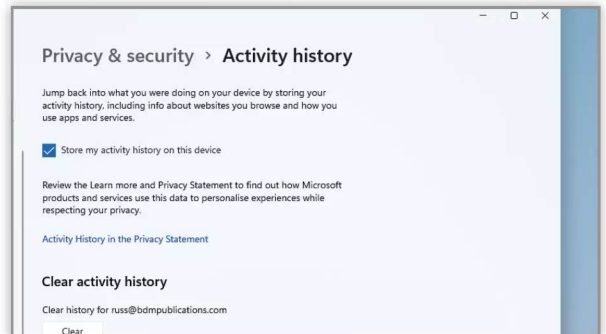 Privacy & security > Activity history
Jump back into what you were doing on your device by storing your
activity history, including info about websites you browse and how you
use apps and services.
Store my activity history on this device
Review the Learn more and Privacy Statement to find out how Microsoft
products and services use this data to personalise experiences while
respecting your privacy.
Activity History in the Privacy Statement
Clear activity history
Clear history for russ@bdmpublications.com
Clear